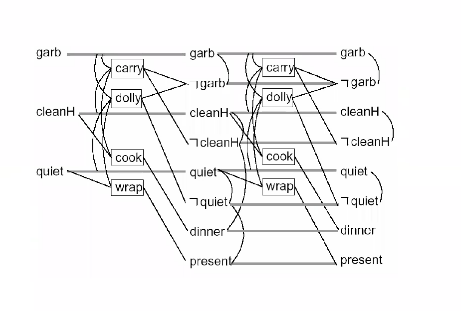 garb garb garb
carry carry
¬garb ¬garb
dolly dolly
cleanH cleanH cleanH
¬cleanH ¬cleanH
cook cook
quiet quiet quiet
wrap wrap
¬quiet ¬quiet
dinner dinner
present present